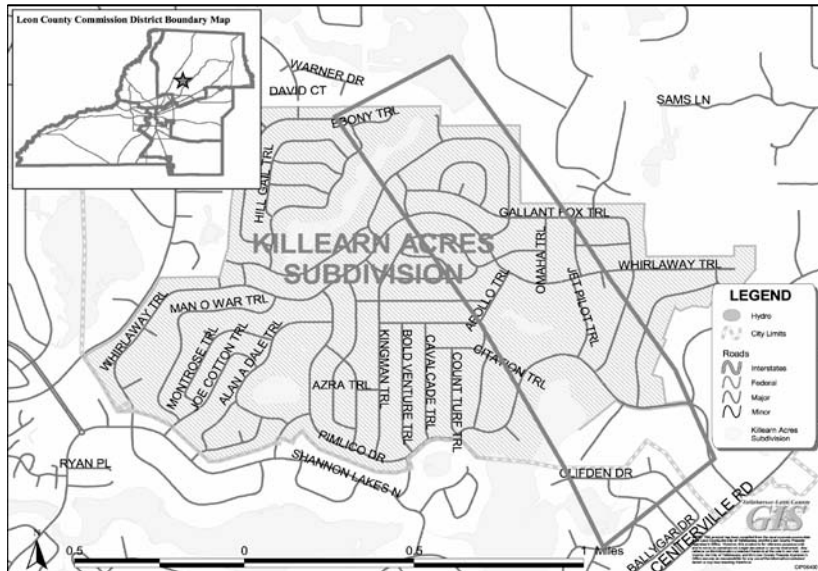 Leon County Commission District Boundary Map
WARNER DR
DAVID CT
EBONY TRL
SAMS LN
HILL GAIL TRL
GALLANT FOX TRL
KILLEARN ACRES
SUBDIVISION
OMAHA TRL
WHIRLAWAY TRL
JET PILOT TRL
APOLLO TRL
WHIRLAWAY TRL
MAN O WAR TRL
MONTROSE TRL
JOE COTTON TRL
ALAN A DALE TRL
AZRA TRL
KINGMAN TRL
BOLD VENTURE TRL
CAVALCADE TRL
COUNT TURF TRL
CITATION TRL
PIMLICO DR
SHANNON LAKES N
RYAN PL
CLIFDEN DR
BALLYGAR DR
CENTERVILLE RD
LEGEND
Hydro
City Limits
Roads
Interstates
Federal
Major
Minor
Killearn Acres
Subdivision
Tallahassee-Leon County
GIS
N
0.5 0 0.5 1 Miles